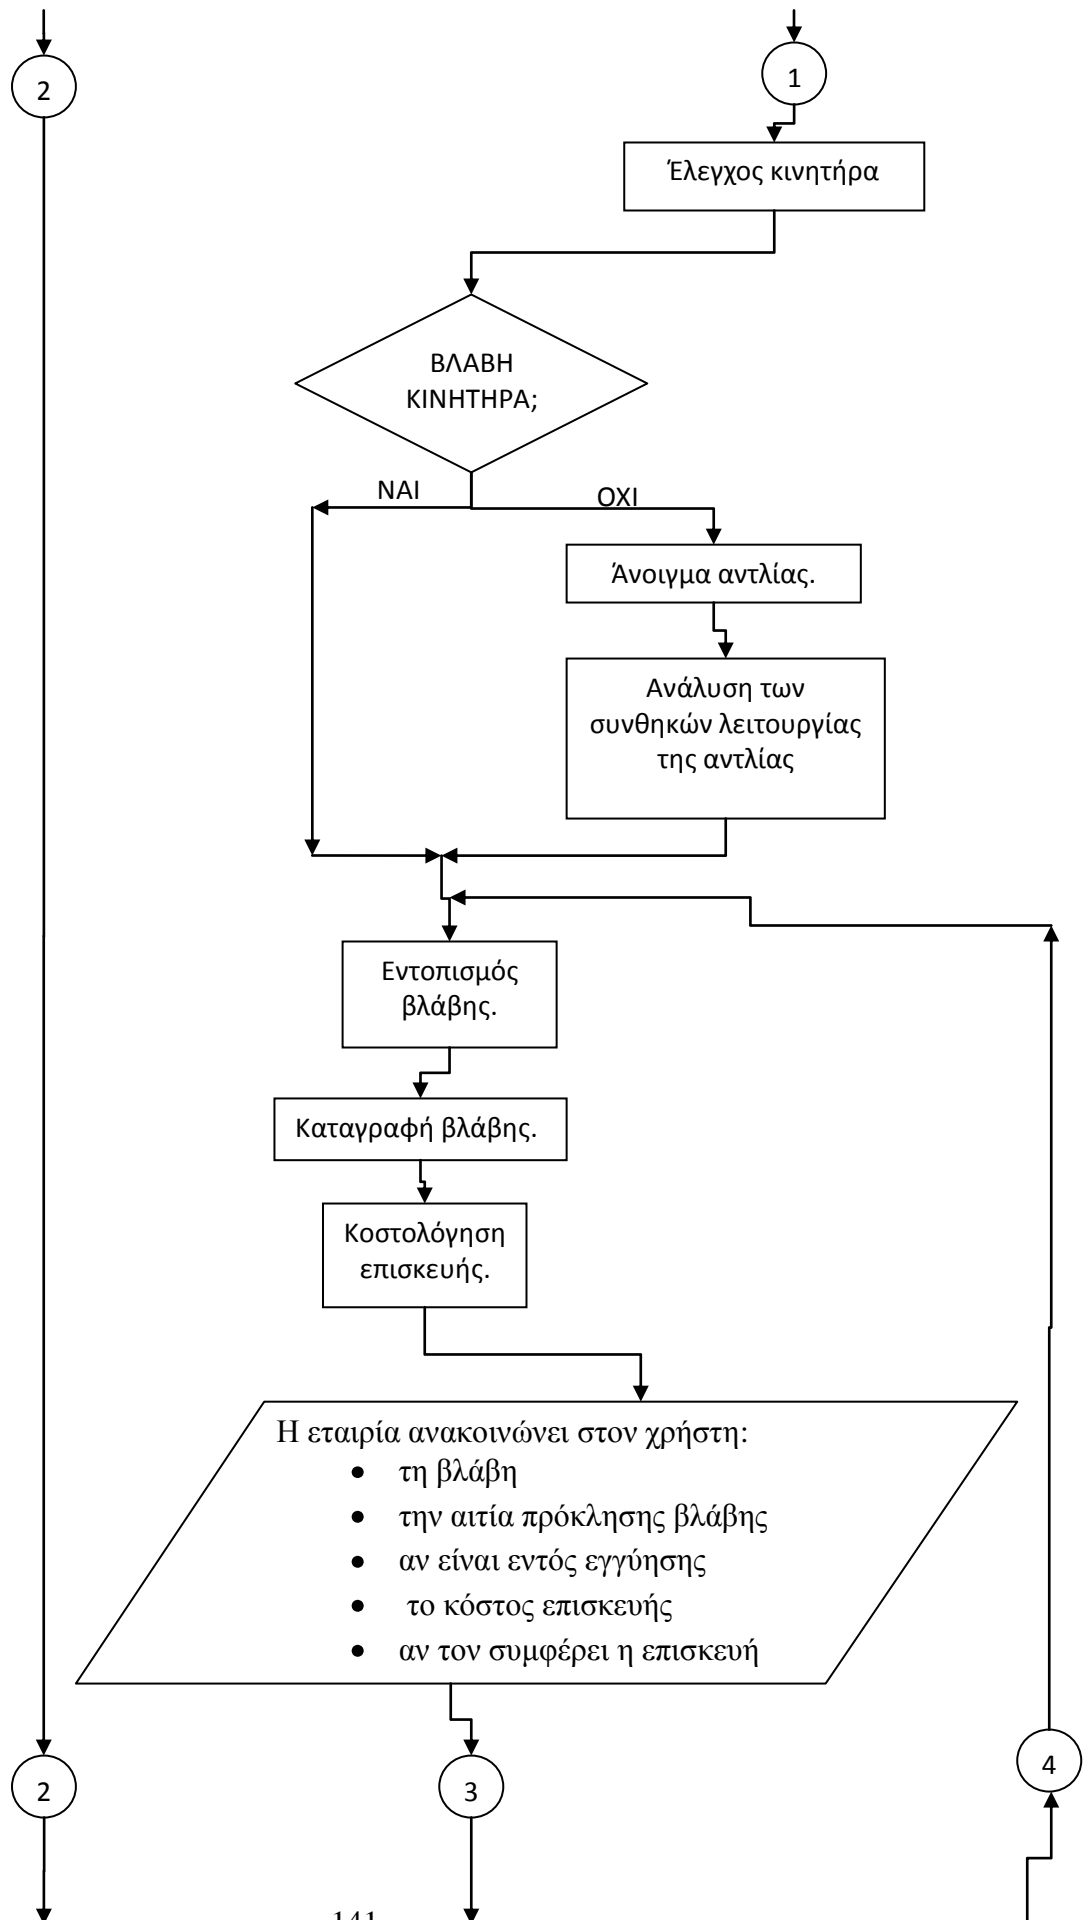 2
1
Έλεγχος κινητήρα
ΒΛΑΒΗ
ΚΙΝΗΤΗΡΑ;
ΝΑΙ
ΟΧΙ
Άνοιγμα αντλίας.
Ανάλυση των
συνθηκών λειτουργίας
της αντλίας
Εντοπισμός
βλάβης.
Καταγραφή βλάβης.
Κοστολόγηση
επισκευής.
Η εταιρία ανακοινώνει στον χρήστη:
• τη βλάβη
• την αιτία πρόκλησης βλάβης
• αν είναι εντός εγγύησης
• το κόστος επισκευής
• αν τον συμφέρει η επισκευή
2
3
4
141